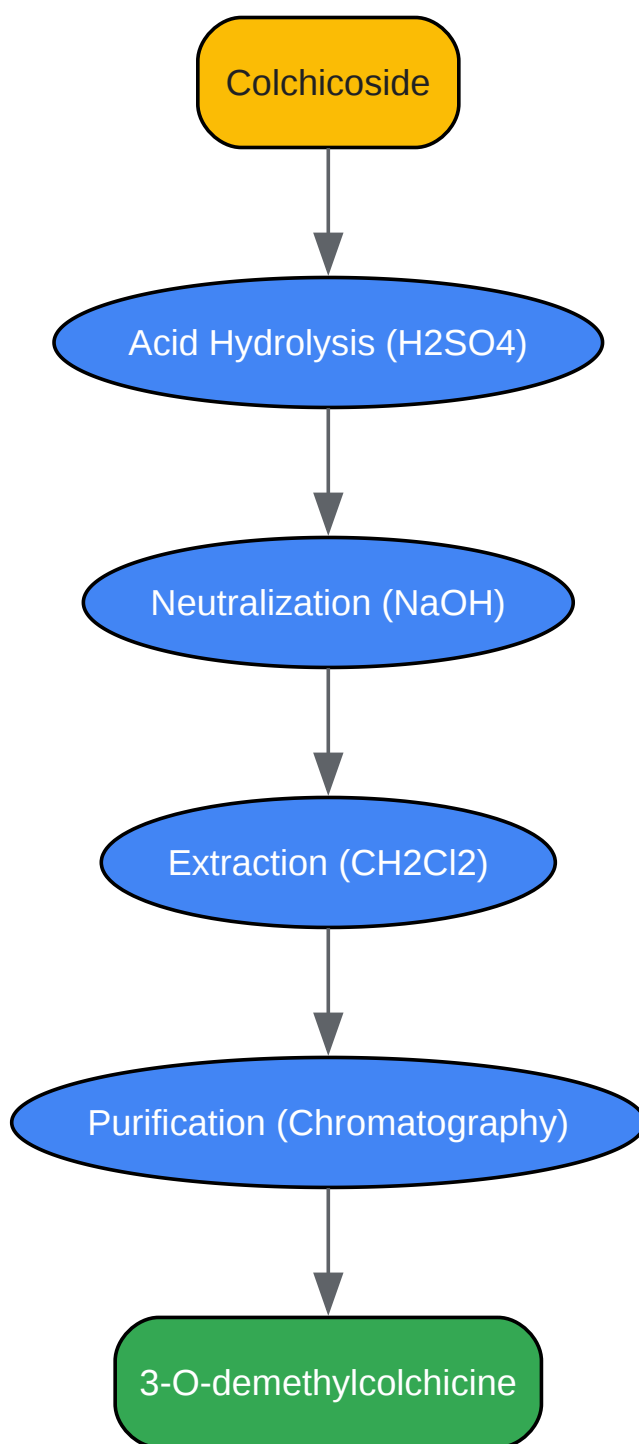 Colchicoside
Acid Hydrolysis (H2SO4)
Neutralization (NaOH)
Extraction (CH2Cl2)
Purification (Chromatography)
3-O-demethylcolchicine